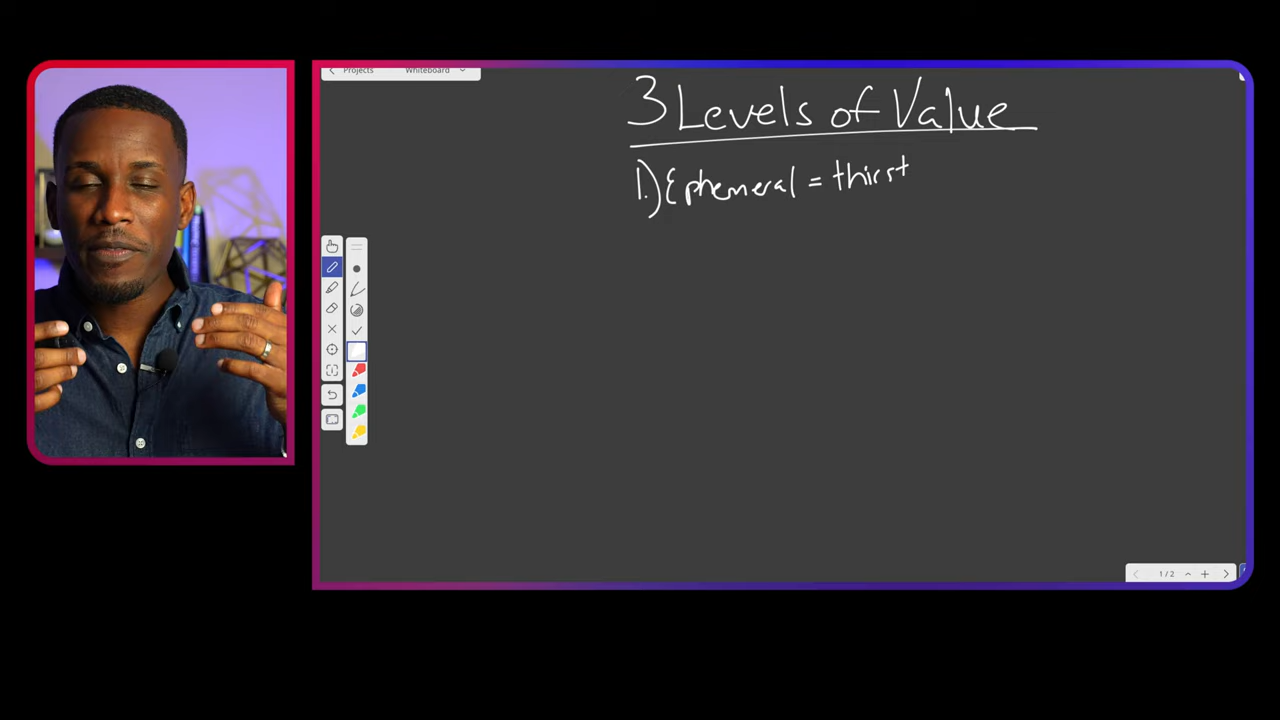 Projects
Whiteboard
3 Levels of Value
1.) Ephemeral = thirst
1/2